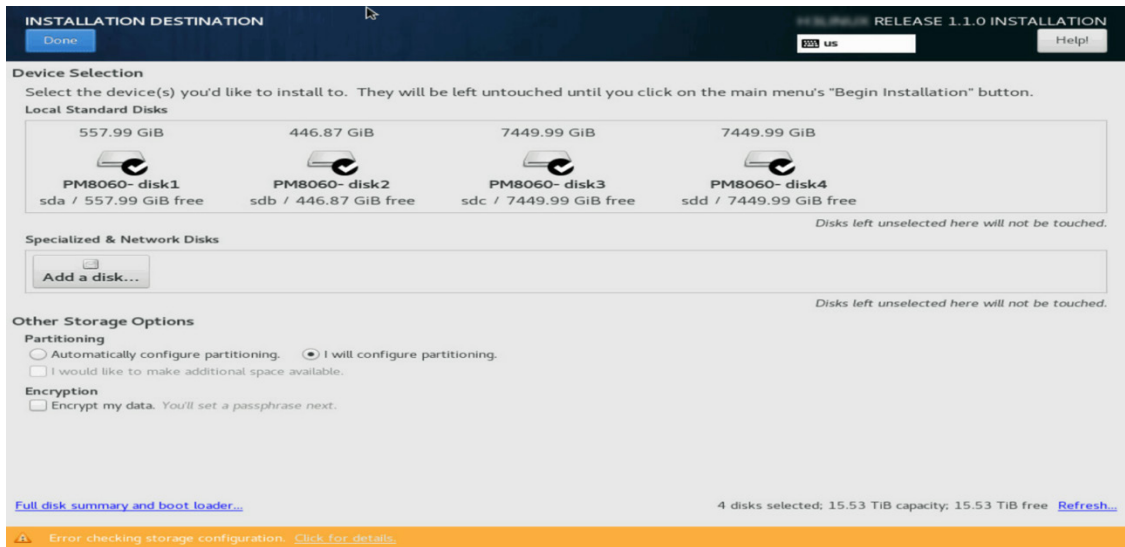 INSTALLATION DESTINATION
RELEASE 1.1.0 INSTALLATION
Done
us
Help!
Device Selection
Select the device(s) you'd like to install to. They will be left untouched until you click on the main menu's "Begin Installation" button.
Local Standard Disks
557.99 GiB 446.87 GiB 7449.99 GiB 7449.99 GiB
PM8060- disk1 PM8060- disk2 PM8060- disk3 PM8060- disk4
sda / 557.99 GiB free sdb / 446.87 GiB free sdc / 7449.99 GiB free sdd / 7449.99 GiB free
Disks left unselected here will not be touched.
Specialized & Network Disks
Add a disk...
Disks left unselected here will not be touched.
Other Storage Options
Partitioning
Automatically configure partitioning. I will configure partitioning.
I would like to make additional space available.
Encryption
Encrypt my data. You'll set a passphrase next.
Full disk summary and boot loader... 4 disks selected; 15.53 TiB capacity; 15.53 TiB free Refresh...
Error checking storage configuration. Click for details.